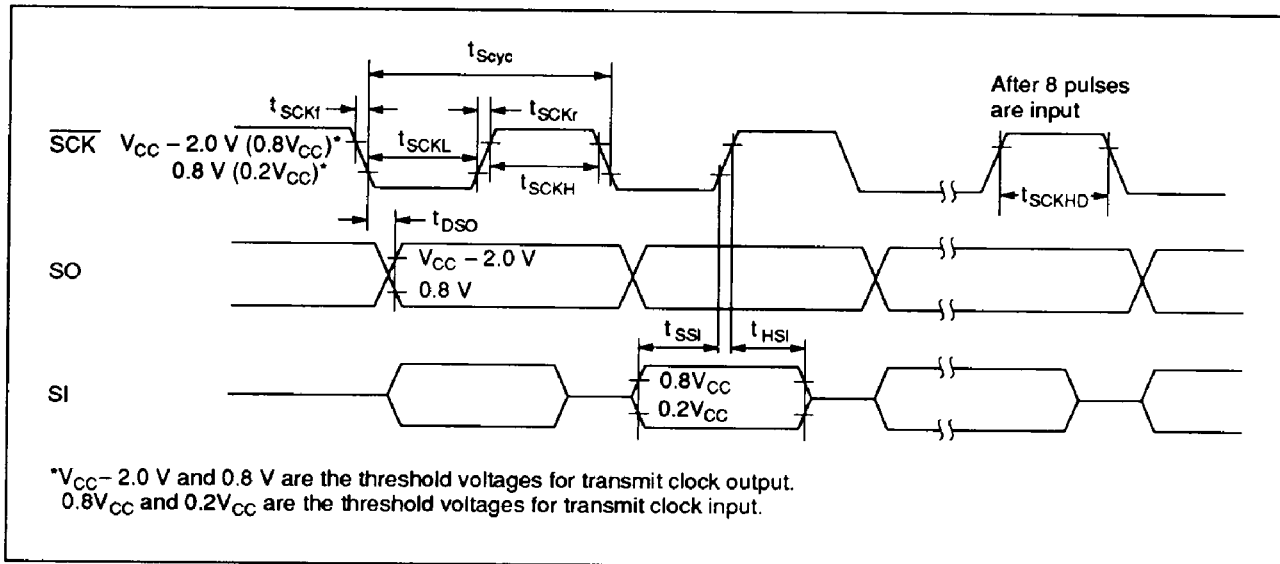 tScyc
After 8 pulses
are input
tSCKf
tSCKr
SCK VCC – 2.0 V (0.8VCC)*
0.8 V (0.2VCC)*
tSCKL
tSCKH
tSCKHD
tDSO
SO
VCC – 2.0 V
0.8 V
tSSI
tHSI
SI
0.8VCC
0.2VCC
*VCC– 2.0 V and 0.8 V are the threshold voltages for transmit clock output.
0.8VCC and 0.2VCC are the threshold voltages for transmit clock input.